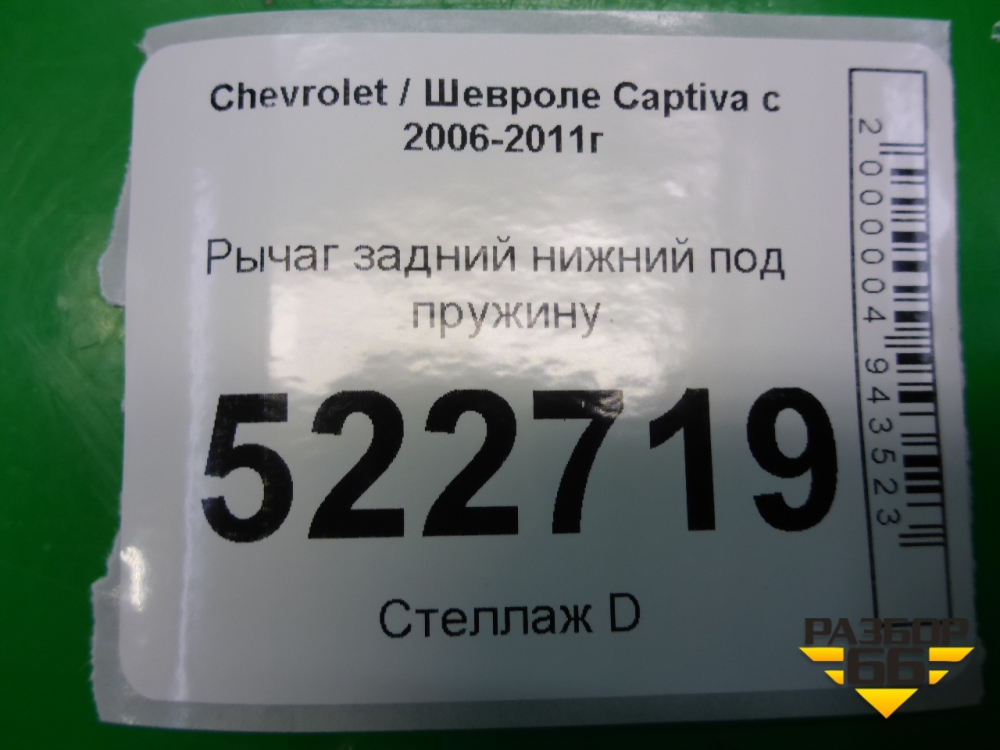 Chevrolet / Шевроле Captiva с
2006-2011г
Рычаг задний нижний под
пружину
522719
Стеллаж D
2000004943523
РАЗБОР
66